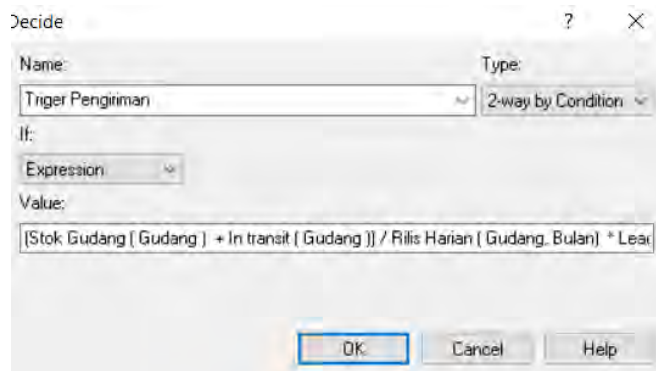 Decide ?
Name: Type:
Triger Pengiriman 2-way by Condition
If:
Expression
Value:
(Stok Gudang ( Gudang ) + In transit ( Gudang )) / Rilis Harian ( Gudang, Bulan) * Lead
OK Cancel Help